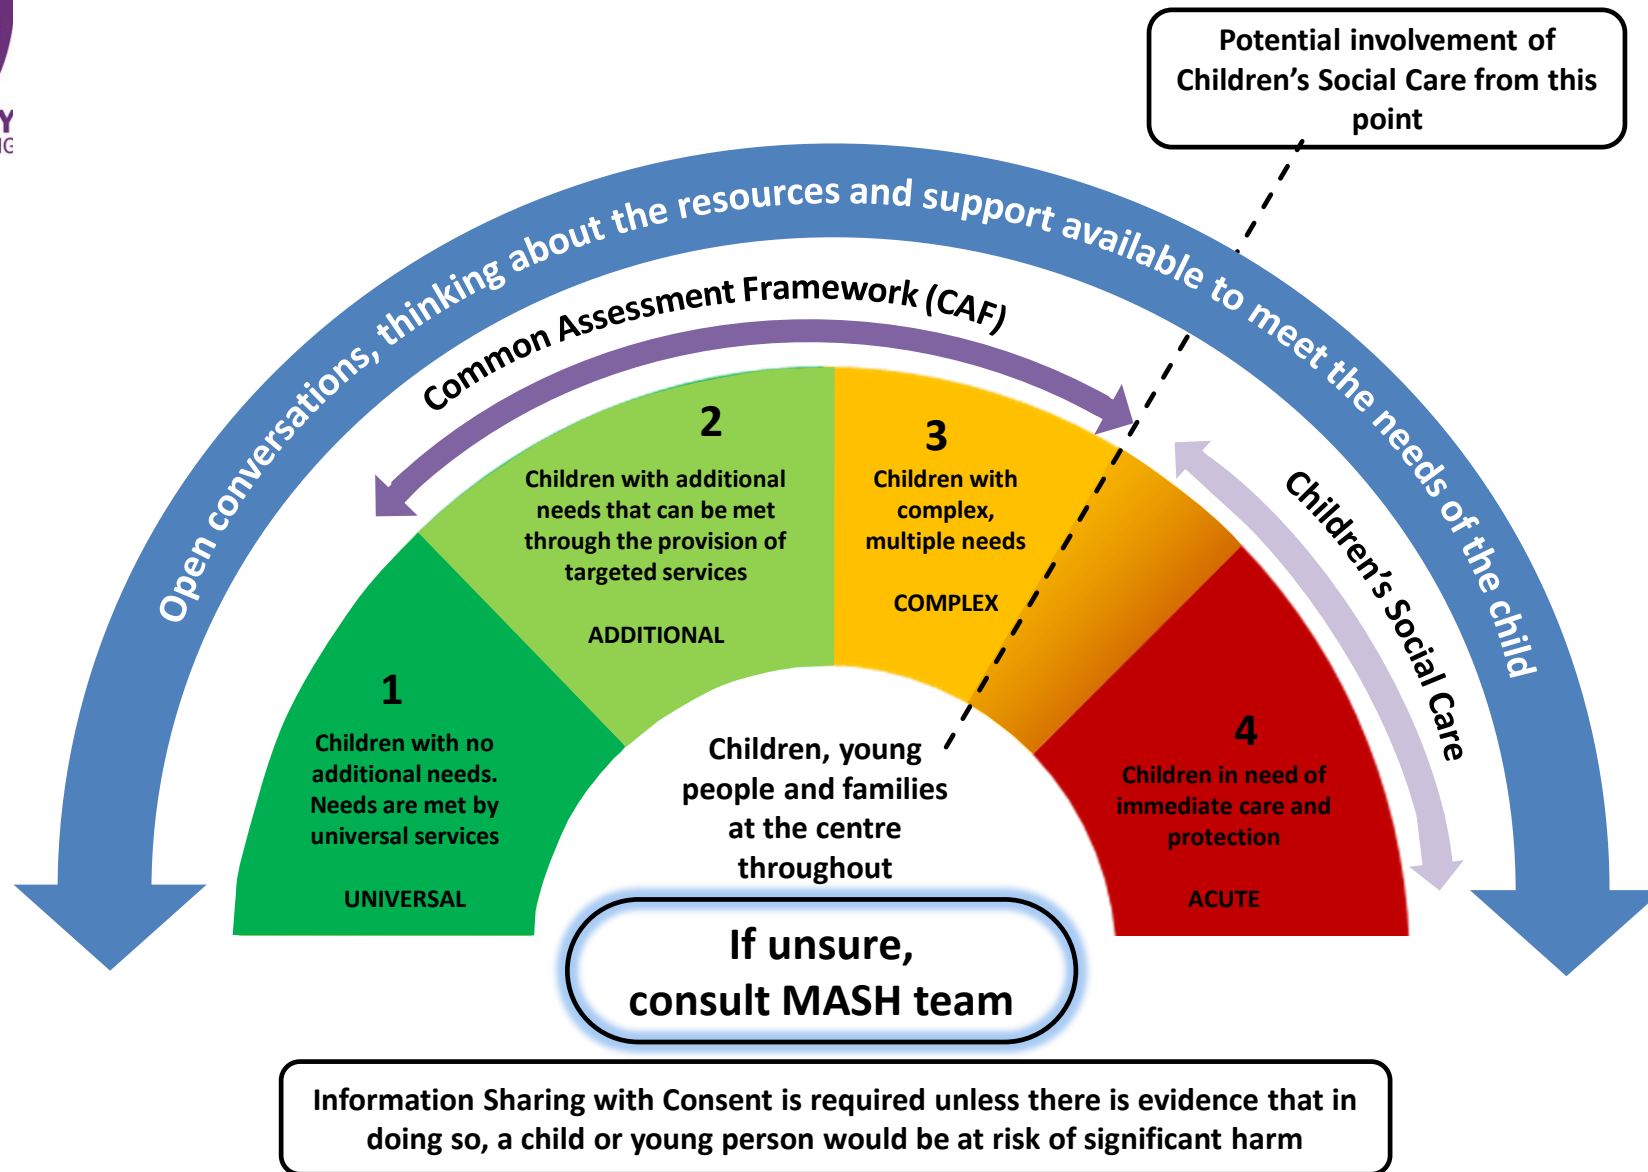 Y
Potential involvement of
Children’s Social Care from this
point
Open conversations, thinking about the resources and support available to meet the needs of the child
Common Assessment Framework (CAF)
Children’s Social Care
1
Children with no
additional needs.
Needs are met by
universal services
UNIVERSAL
2
Children with additional
needs that can be met
through the provision of
targeted services
ADDITIONAL
3
Children with
complex,
multiple needs
COMPLEX
4
Children in need of
immediate care and
protection
ACUTE
Children, young
people and families
at the centre
throughout
If unsure,
consult MASH team
Information Sharing with Consent is required unless there is evidence that in
doing so, a child or young person would be at risk of significant harm